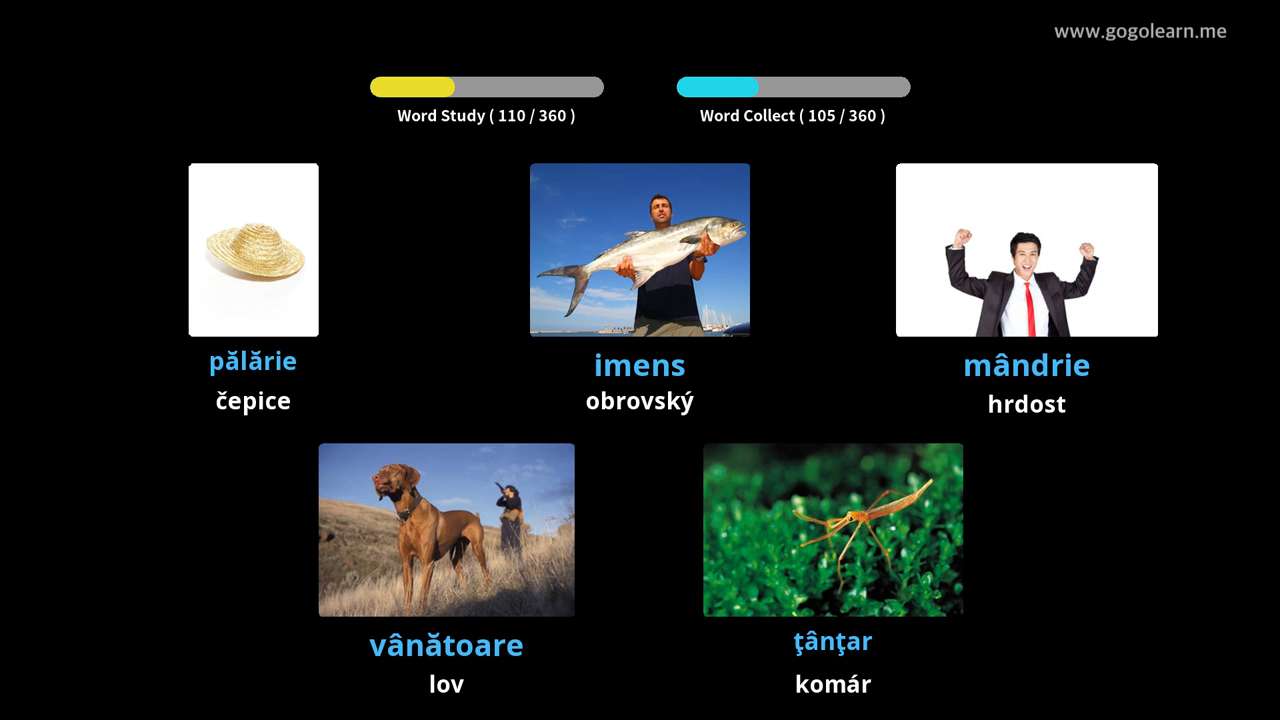 www.gogolearn.me
Word Study ( 110 / 360 )
Word Collect ( 105 / 360 )
pălărie
čepice
imens
obrovský
mândrie
hrdost
vânătoare
lov
ţânţar
komár